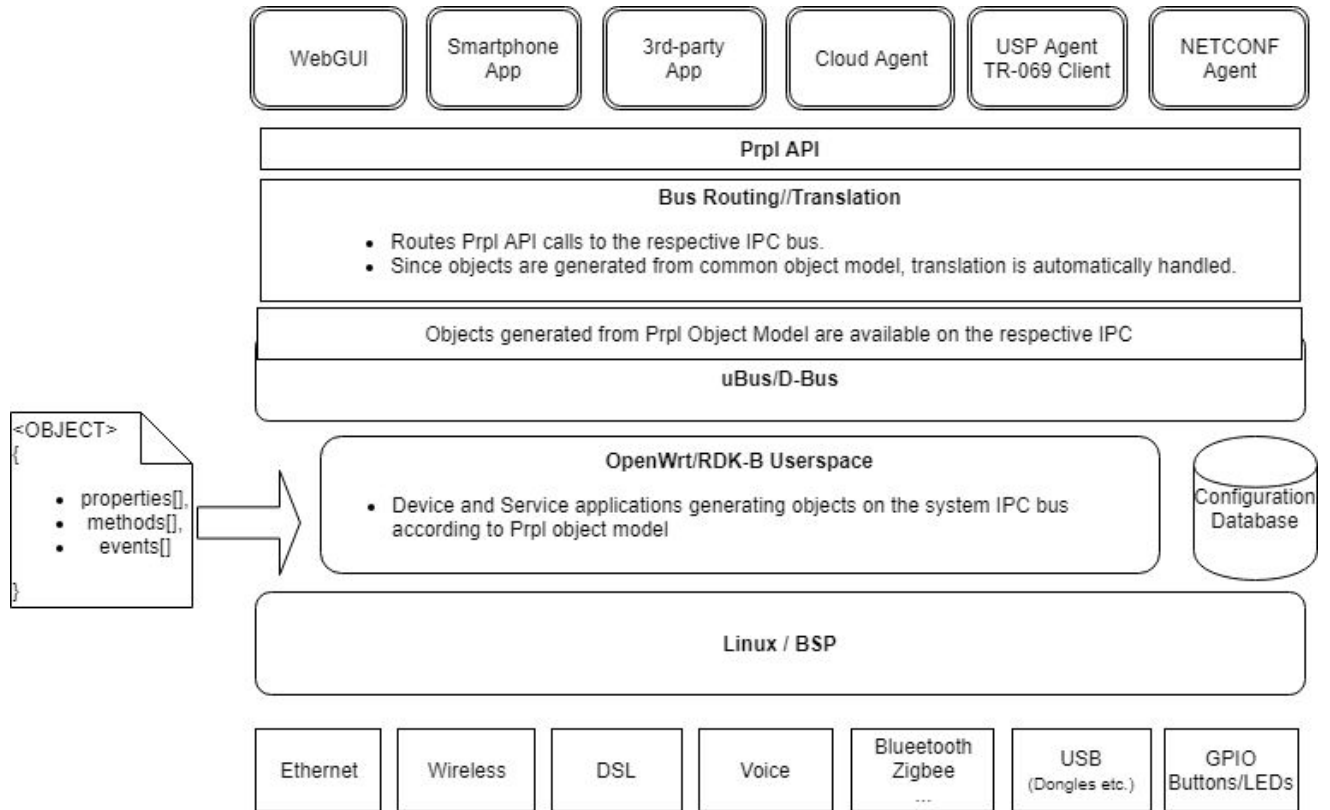 WebGUI
Smartphone
App
3rd-party
App
Cloud Agent
USP Agent
TR-069 Client
NETCONF
Agent
Prpl API
Bus Routing//Translation
• Routes Prpl API calls to the respective IPC bus.
• Since objects are generated from common object model, translation is automatically handled.
Objects generated from Prpl Object Model are available on the respective IPC
uBus/D-Bus
<OBJECT>
{
• properties[],
• methods[],
• events[]
}
OpenWrt/RDK-B Userspace
• Device and Service applications generating objects on the system IPC bus
according to Prpl object model
Configuration
Database
Linux / BSP
Ethernet
Wireless
DSL
Voice
Blueetooth
Zigbee
...
USB
(Dongles etc.)
GPIO
Buttons/LEDs